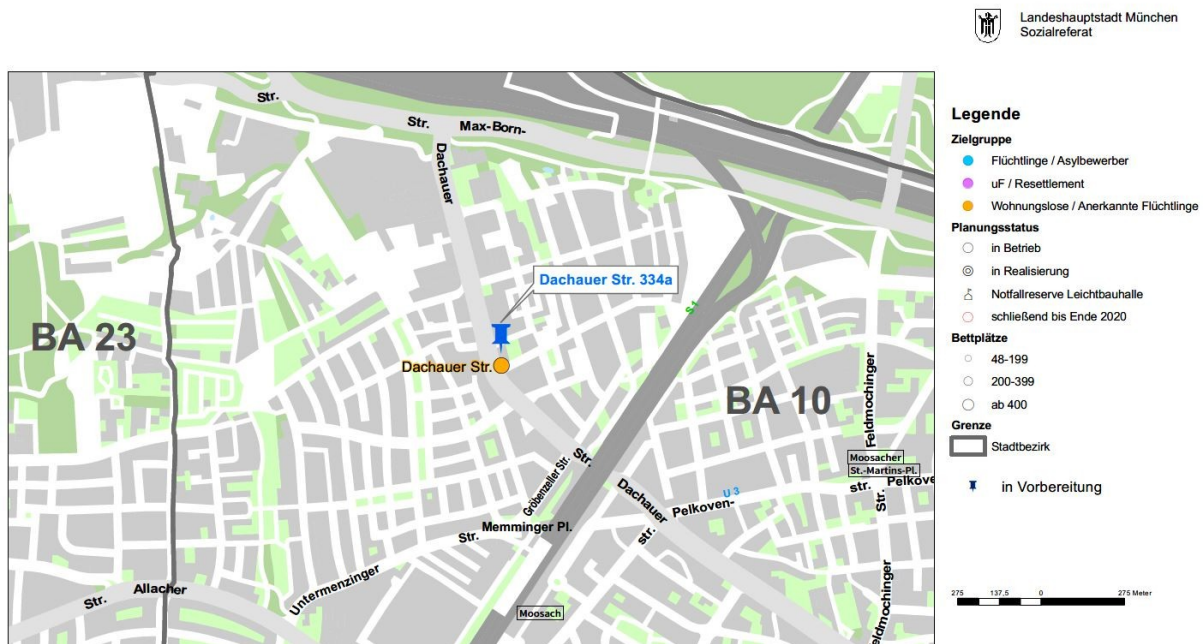 Landeshauptstadt München
Sozialreferat
Str.
Str.
Max-Born-
Dachauer
Dachauer Str. 334a
S 1
BA 23
Dachauer Str.
BA 10
Feldmochinger
Moosacher
St.-Martins-Pl.
Str.
Gröbenzeller Str.
Dachauer
U 3
Pelkoven-
str.
Pelkove
Str.
str.
Memminger Pl.
Str.
Untermenzinger
Allacher
Str.
Moosach
Feldmochinger
Legende
Zielgruppe
Flüchtlinge / Asylbewerber
uF / Resettlement
Wohnungslose / Anerkannte Flüchtlinge
Planungsstatus
in Betrieb
in Realisierung
Notfallreserve Leichtbauhalle
schließend bis Ende 2020
Bettplätze
48-199
200-399
ab 400
Grenze
Stadtbezirk
in Vorbereitung
275 137,5 0 275 Meter